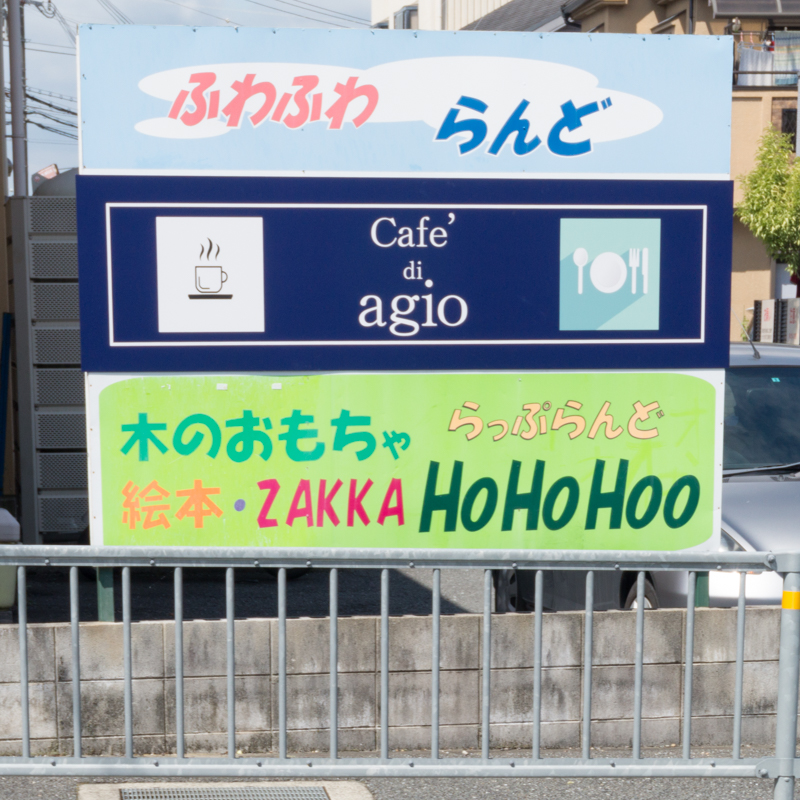 ふわふわ
らんど
Cafe’
di
agio
木のおもちゃ
らっぷらんど
絵本・ZAKKA
HoHoHoo